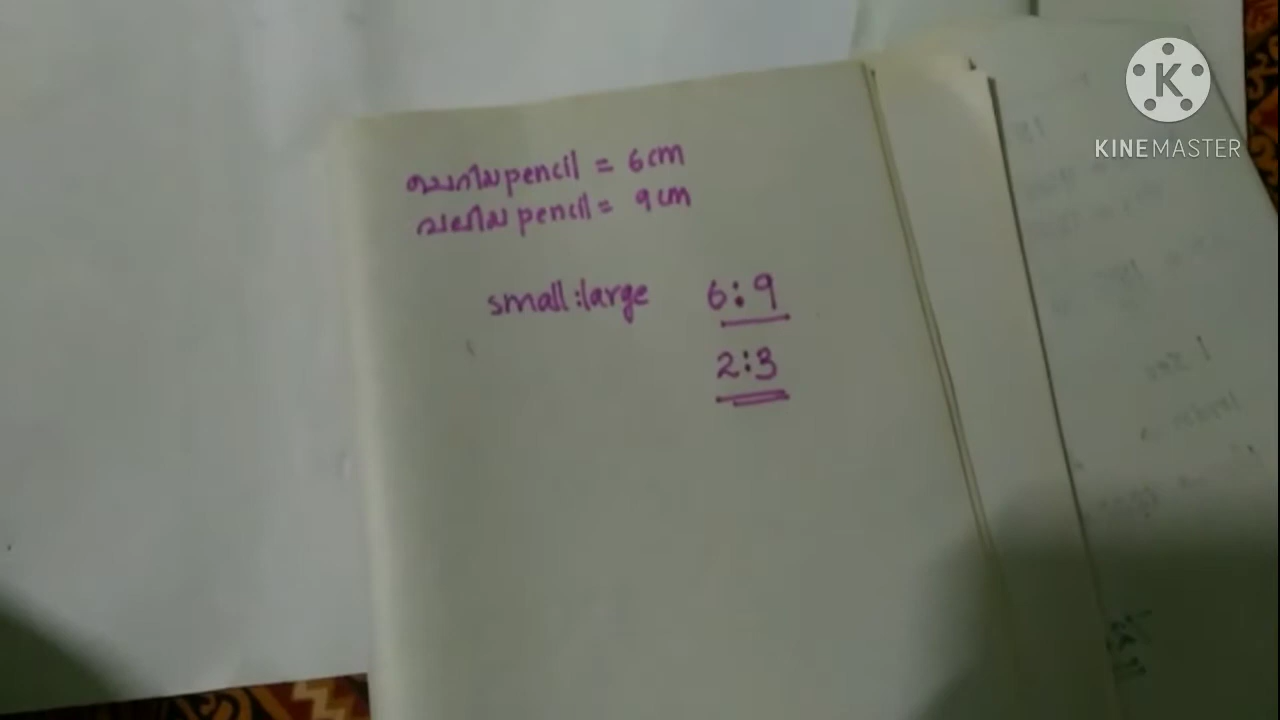 ചെറിയ pencil = 6cm
വലിയ pencil = 9cm
small:large 6:9
2:3
K
KINEMASTER